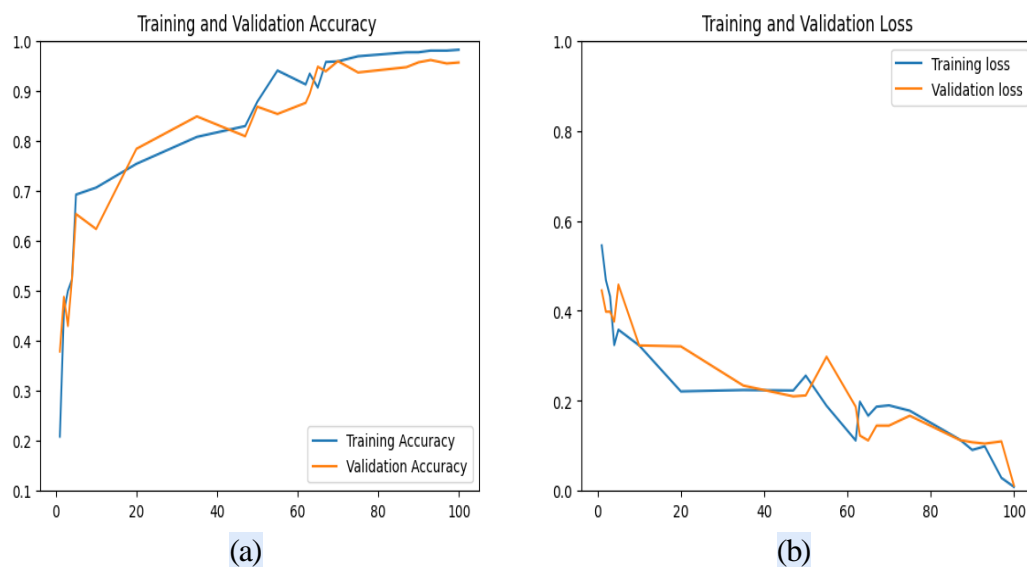 Training and Validation Accuracy
1.0
0.9
0.8
0.7
0.6
0.5
0.4
0.3
0.2
0.1
0 20 40 60 80 100
Training Accuracy
Validation Accuracy
(a)
Training and Validation Loss
1.0
0.8
0.6
0.4
0.2
0.0
0 20 40 60 80 100
Training loss
Validation loss
(b)